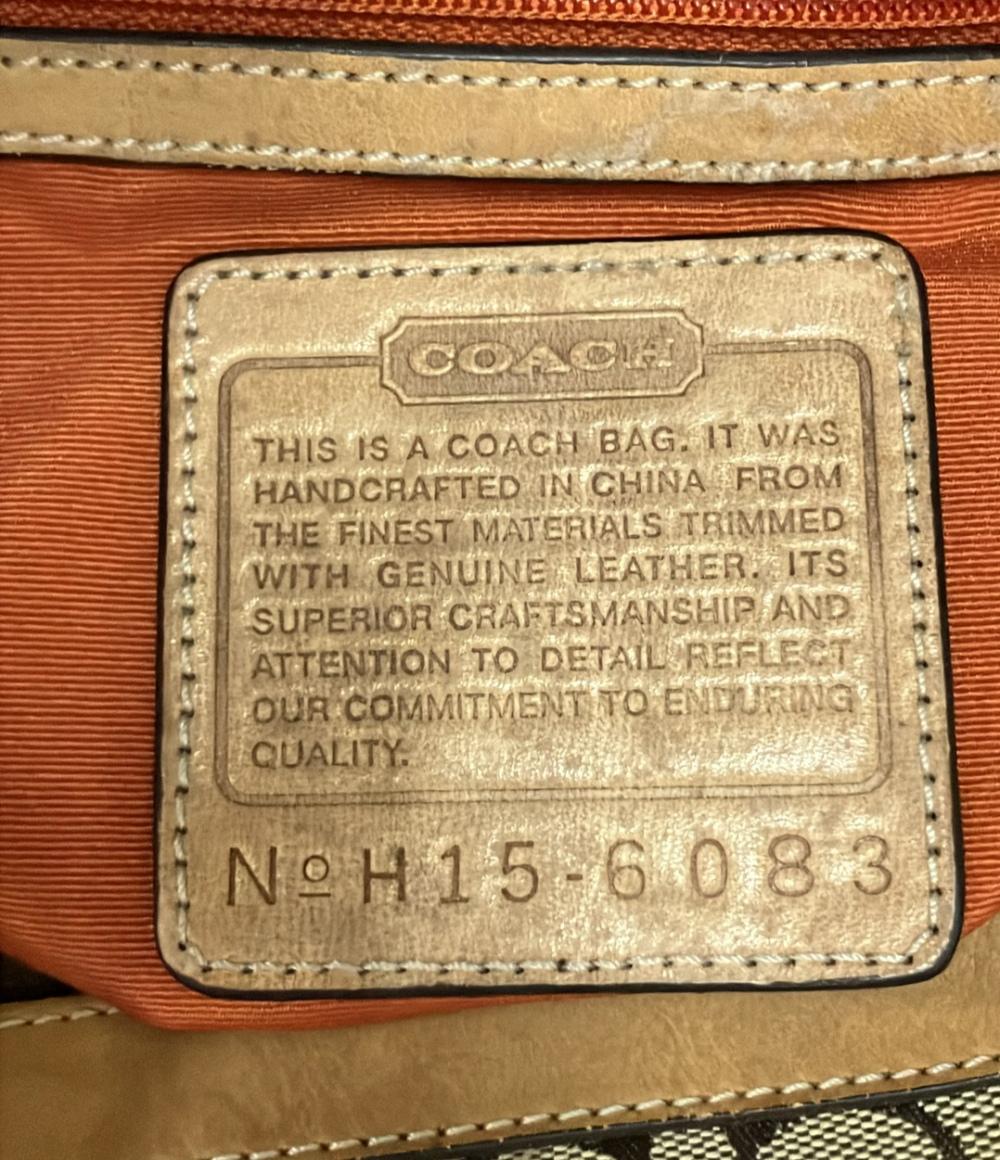 COACH
THIS IS A COACH BAG. IT WAS
HANDCRAFTED IN CHINA FROM
THE FINEST MATERIALS TRIMMED
WITH GENUINE LEATHER. ITS
SUPERIOR CRAFTSMANSHIP AND
ATTENTION TO DETAIL REFLECT
OUR COMMITMENT TO ENDURING
QUALITY.
Nº H15-6083